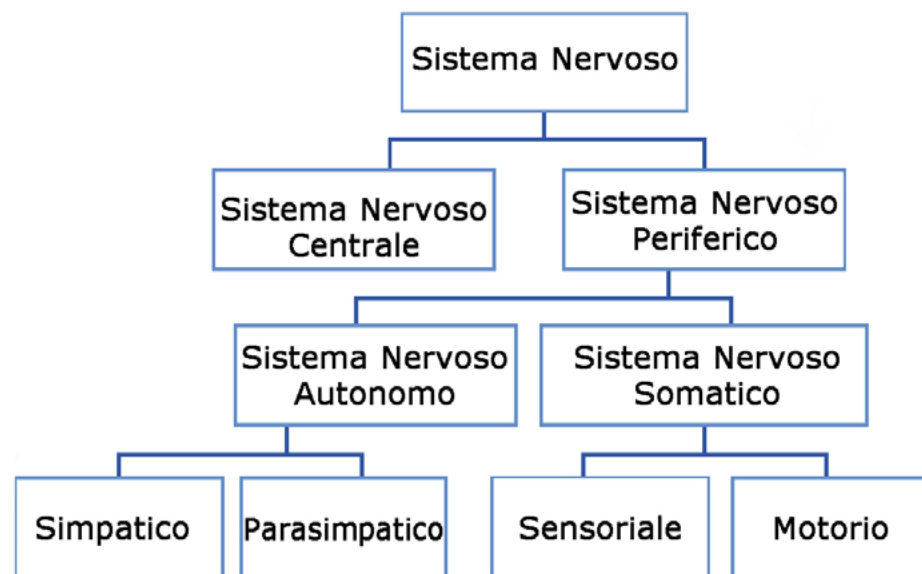 Sistema Nervoso
Sistema Nervoso
Centrale
Sistema Nervoso
Periferico
Sistema Nervoso
Autonomo
Sistema Nervoso
Somatico
Simpatico
Parasimpatico
Sensoriale
Motorio